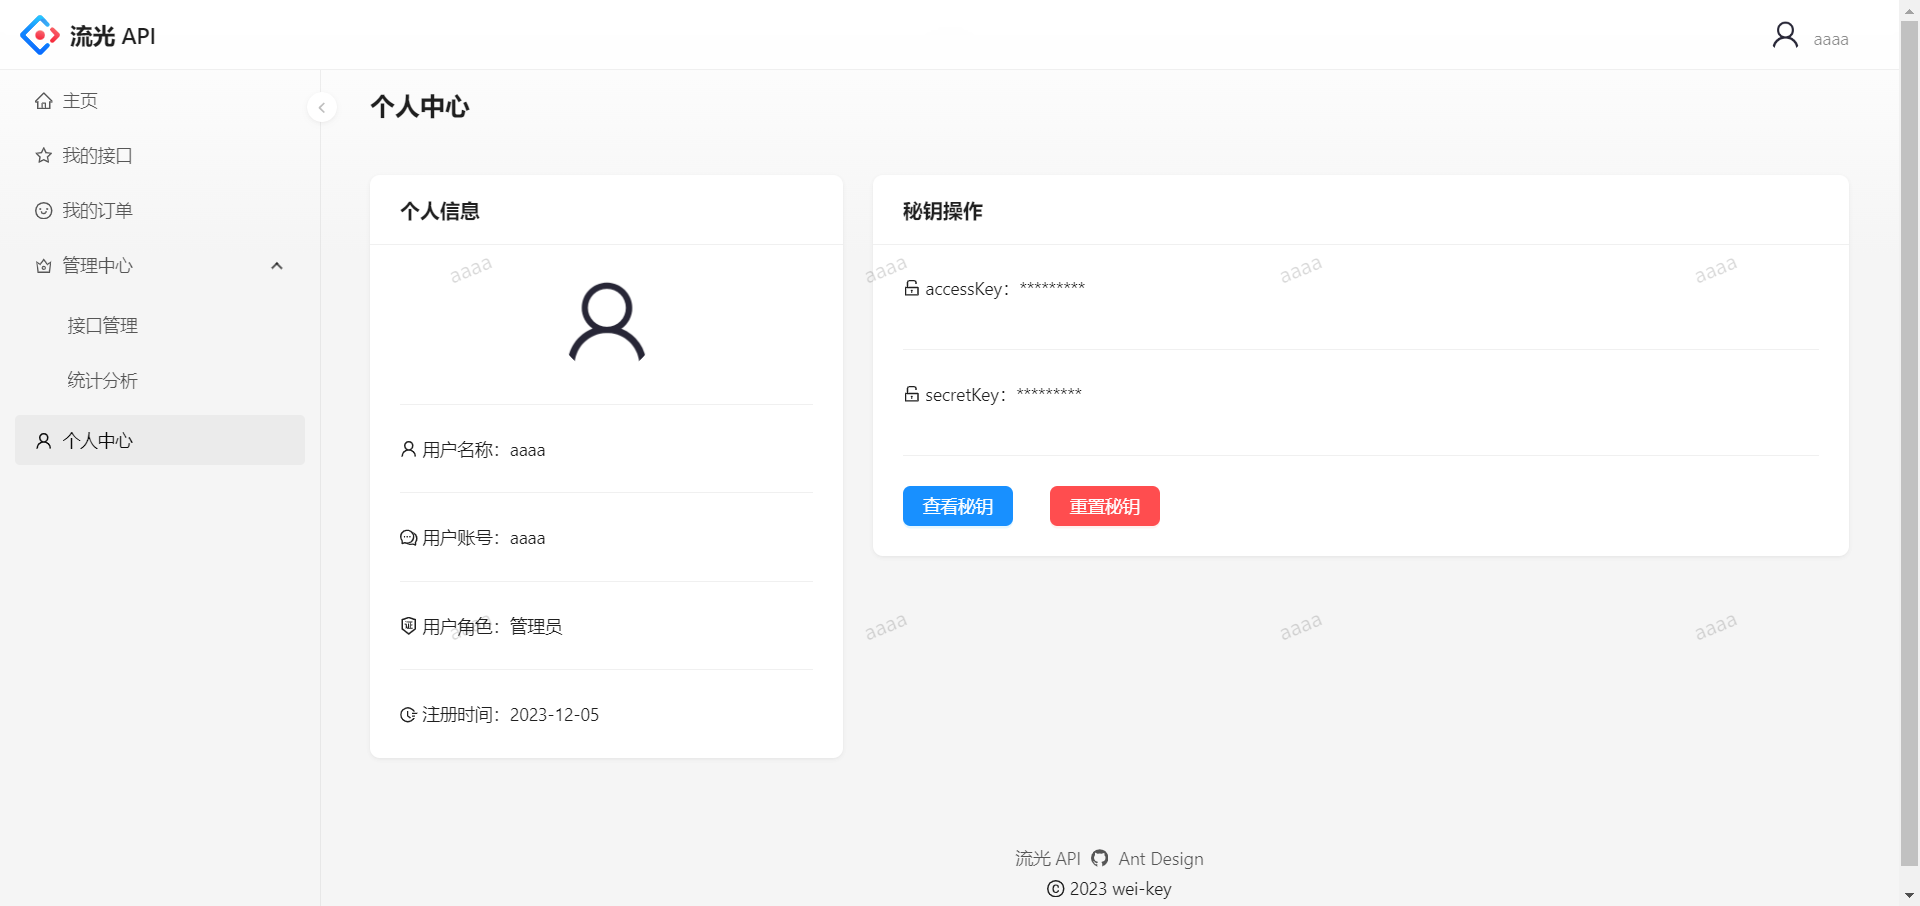 流光 API
aaaa
主页
我的接口
我的订单
管理中心
接口管理
统计分析
个人中心
个人中心
个人信息
用户名称：aaaa
用户账号：aaaa
用户角色：管理员
注册时间：2023-12-05
秘钥操作
accessKey：*********
secretKey：*********
查看秘钥
重置秘钥
aaaa
aaaa
aaaa
aaaa
aaaa
aaaa
aaaa
aaaa
流光 API Ant Design
© 2023 wei-key